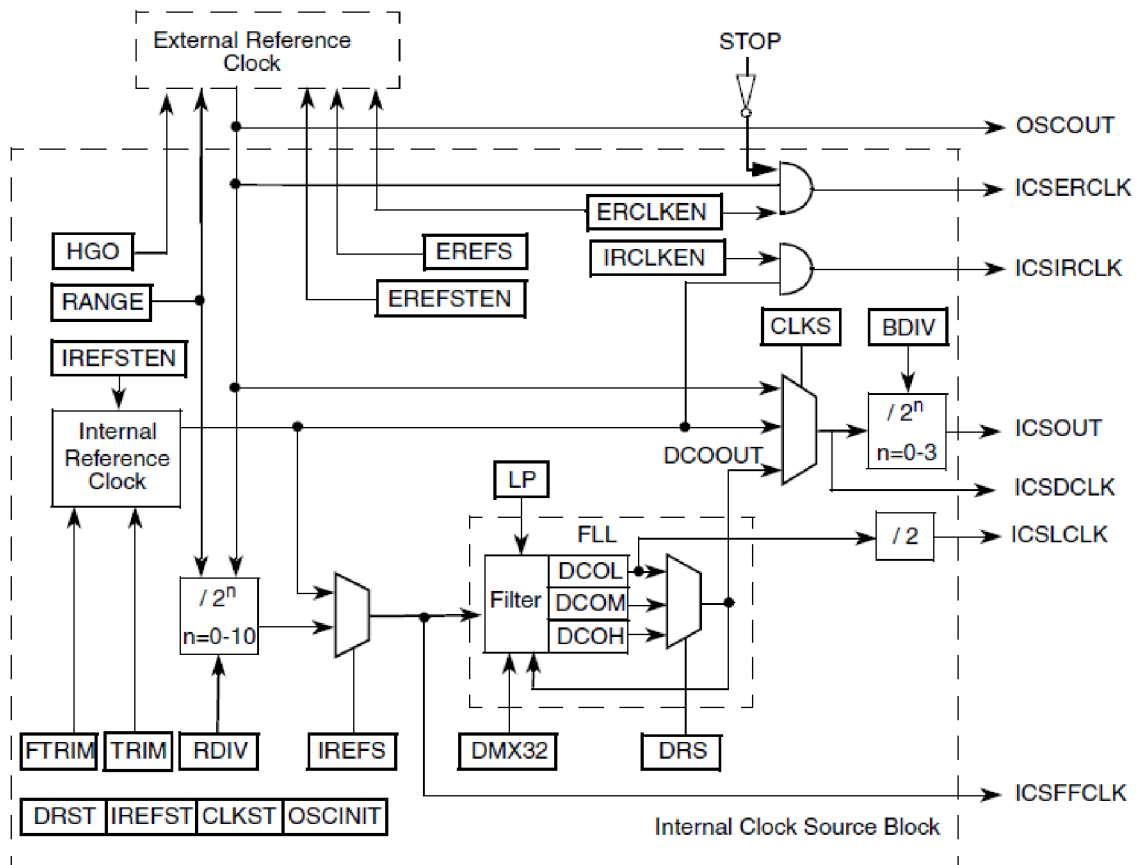 External Reference
Clock
STOP
OSCOUT
ICSERCLK
ERCLKEN
HGO
EREFS
IRCLKEN
ICSIRCLK
RANGE
EREFSTEN
CLKS
BDIV
IREFSTEN
/ 2ⁿ
n=0-3
ICSOUT
Internal
Reference
Clock
DCOOUT
LP
ICSDCLK
FLL
/ 2
ICSLCLK
/ 2ⁿ
n=0-10
Filter
DCOL
DCOM
DCOH
FTRIM
TRIM
RDIV
IREFS
DMX32
DRS
ICSFFCLK
DRST
IREFST
CLKST
OSCINIT
Internal Clock Source Block